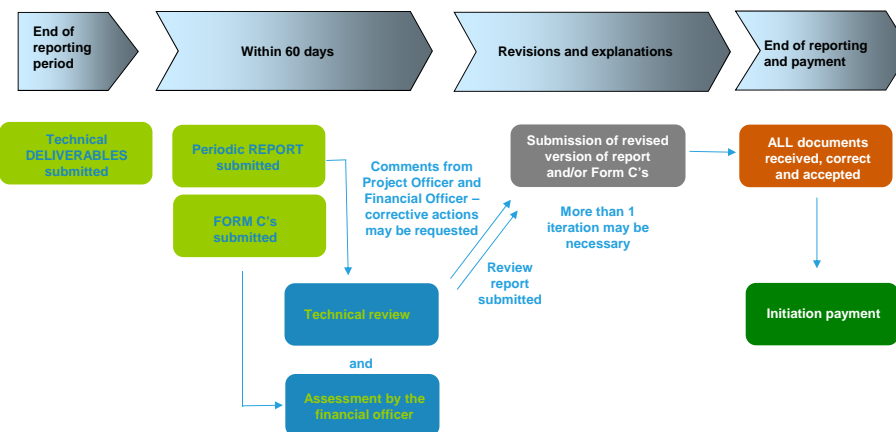 End of
reporting
period
Within 60 days
Revisions and explanations
End of reporting
and payment
Technical
DELIVERABLES
submitted
Periodic REPORT
submitted
FORM C's
submitted
Comments from
Project Officer and
Financial Officer –
corrective actions
may be requested
Submission of revised
version of report
and/or Form C's
More than 1
iteration may be
necessary
Review
report
submitted
ALL documents
received, correct
and accepted
Technical review
and
Assessment by the
financial officer
Initiation payment